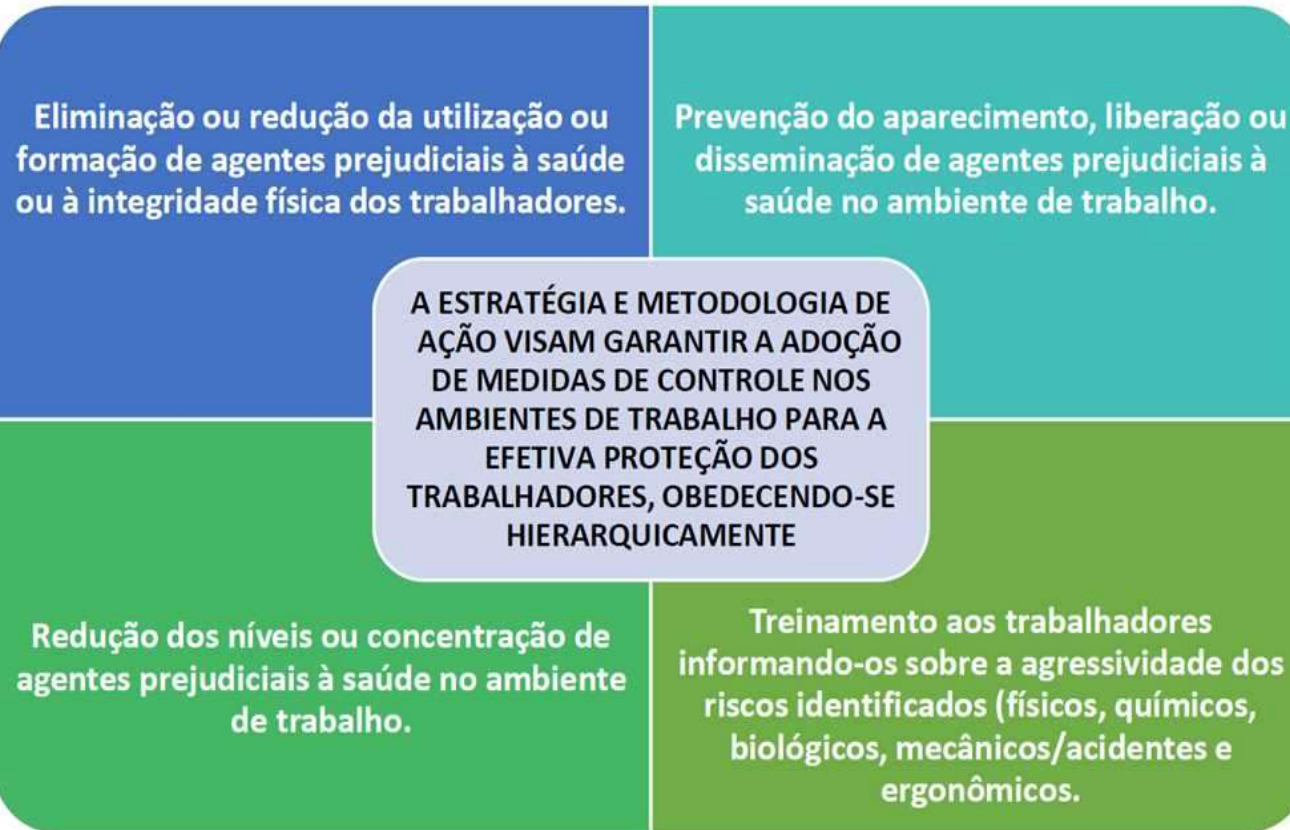 Eliminação ou redução da utilização ou
formação de agentes prejudiciais à saúde
ou à integridade física dos trabalhadores.
Prevenção do aparecimento, liberação ou
disseminação de agentes prejudiciais à
saúde no ambiente de trabalho.
A ESTRATÉGIA E METODOLOGIA DE
AÇÃO VISAM GARANTIR A ADOÇÃO
DE MEDIDAS DE CONTROLE NOS
AMBIENTES DE TRABALHO PARA A
EFETIVA PROTEÇÃO DOS
TRABALHADORES, OBEDECENDO-SE
HIERARQUICAMENTE
Redução dos níveis ou concentração de
agentes prejudiciais à saúde no ambiente
de trabalho.
Treinamento aos trabalhadores
informando-os sobre a agressividade dos
riscos identificados (físicos, químicos,
biológicos, mecânicos/acidentes e
ergonômicos.